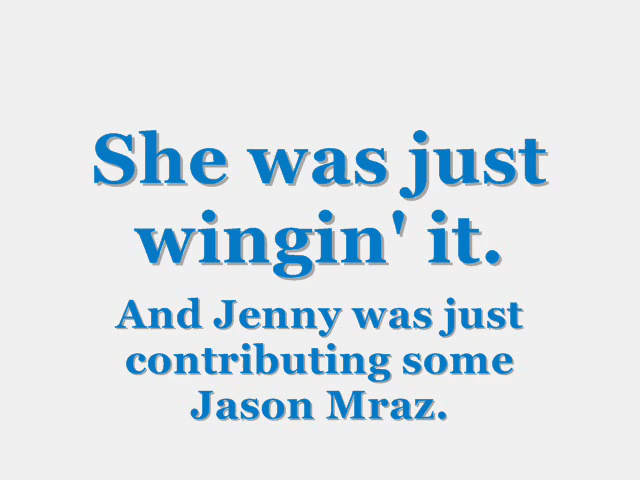 She was just
wingin' it.
And Jenny was just
contributing some
Jason Mraz.